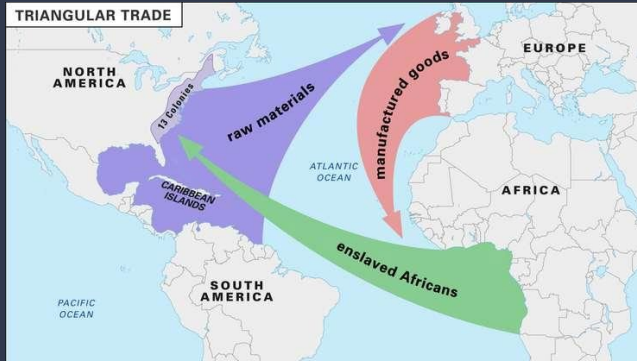 TRIANGULAR TRADE
NORTH
AMERICA
EUROPE
13 Colonies
raw materials
manufactured goods
ATLANTIC
OCEAN
CARIBBEAN
ISLANDS
AFRICA
enslaved Africans
SOUTH
AMERICA
PACIFIC
OCEAN